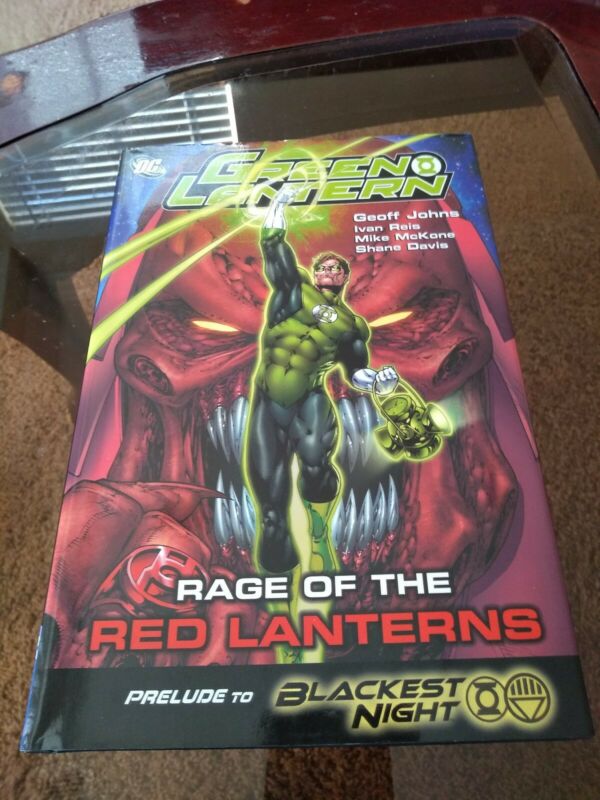 DC
GREEN
LANTERN
Geoff Johns
Ivan Reis
Mike McKone
Shane Davis
RAGE OF THE
RED LANTERNS
PRELUDE TO BLACKEST
NIGHT